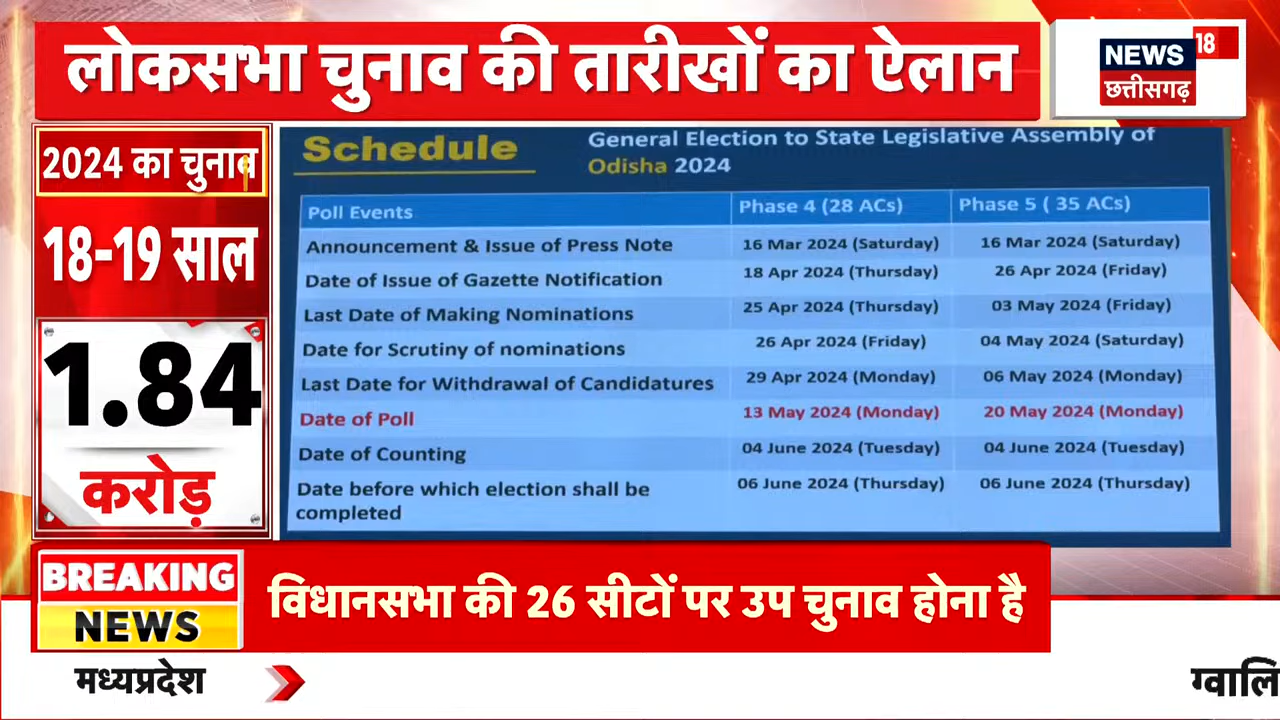 लोकसभा चुनाव की तारीखों का ऐलान
NEWS 18
छत्तीसगढ़
2024 का चुनाव
18-19 साल
1.84
करोड़
Schedule
General Election to State Legislative Assembly of
Odisha 2024
Poll Events Phase 4 (28 ACs) Phase 5 ( 35 ACs)
Announcement & Issue of Press Note 16 Mar 2024 (Saturday) 16 Mar 2024 (Saturday)
Date of Issue of Gazette Notification 18 Apr 2024 (Thursday) 26 Apr 2024 (Friday)
Last Date of Making Nominations 25 Apr 2024 (Thursday) 03 May 2024 (Friday)
Date for Scrutiny of nominations 26 Apr 2024 (Friday) 04 May 2024 (Saturday)
Last Date for Withdrawal of Candidatures 29 Apr 2024 (Monday) 06 May 2024 (Monday)
Date of Poll 13 May 2024 (Monday) 20 May 2024 (Monday)
Date of Counting 04 June 2024 (Tuesday) 04 June 2024 (Tuesday)
Date before which election shall be 06 June 2024 (Thursday) 06 June 2024 (Thursday)
completed
BREAKING
NEWS
विधानसभा की 26 सीटों पर उप चुनाव होना है
मध्यप्रदेश
ग्वालि